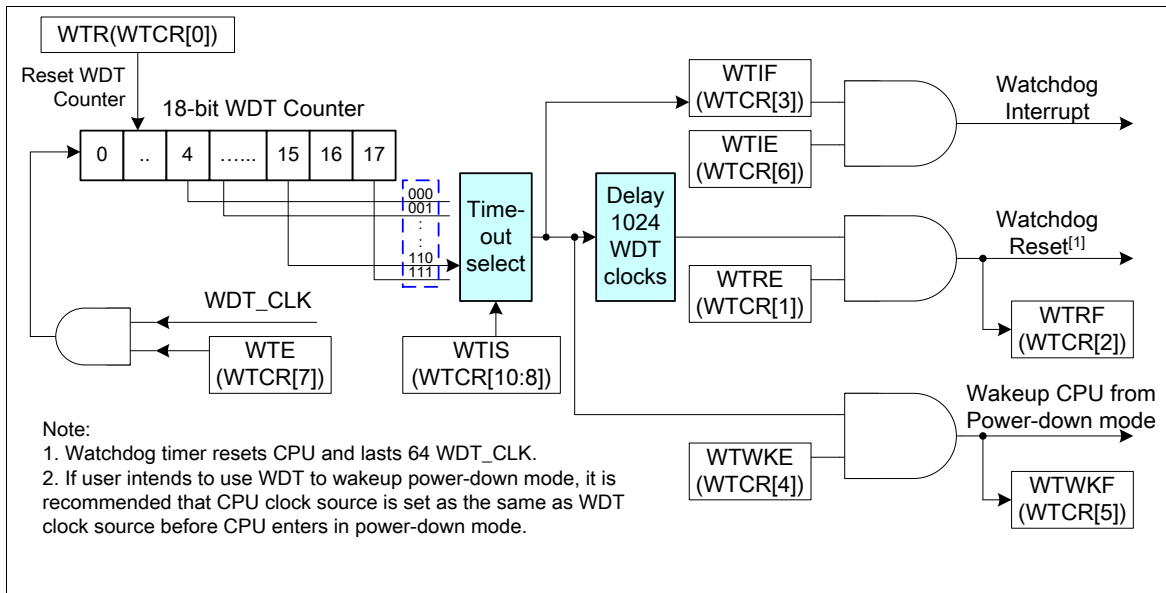 WTR(WTCR[0])
Reset WDT
Counter
18-bit WDT Counter
0 .. 4 ...... 15 16 17
000
001
:
:
110
111
Time-
out
select
Delay
1024
WDT
clocks
WTIF
(WTCR[3])
WTIE
(WTCR[6])
Watchdog
Interrupt
Watchdog
Reset[1]
WTRE
(WTCR[1])
WTRF
(WTCR[2])
WDT_CLK
WTE
(WTCR[7])
WTIS
(WTCR[10:8])
Wakeup CPU from
Power-down mode
WTWKE
(WTCR[4])
WTWKF
(WTCR[5])
Note:
1. Watchdog timer resets CPU and lasts 64 WDT_CLK.
2. If user intends to use WDT to wakeup power-down mode, it is
recommended that CPU clock source is set as the same as WDT
clock source before CPU enters in power-down mode.